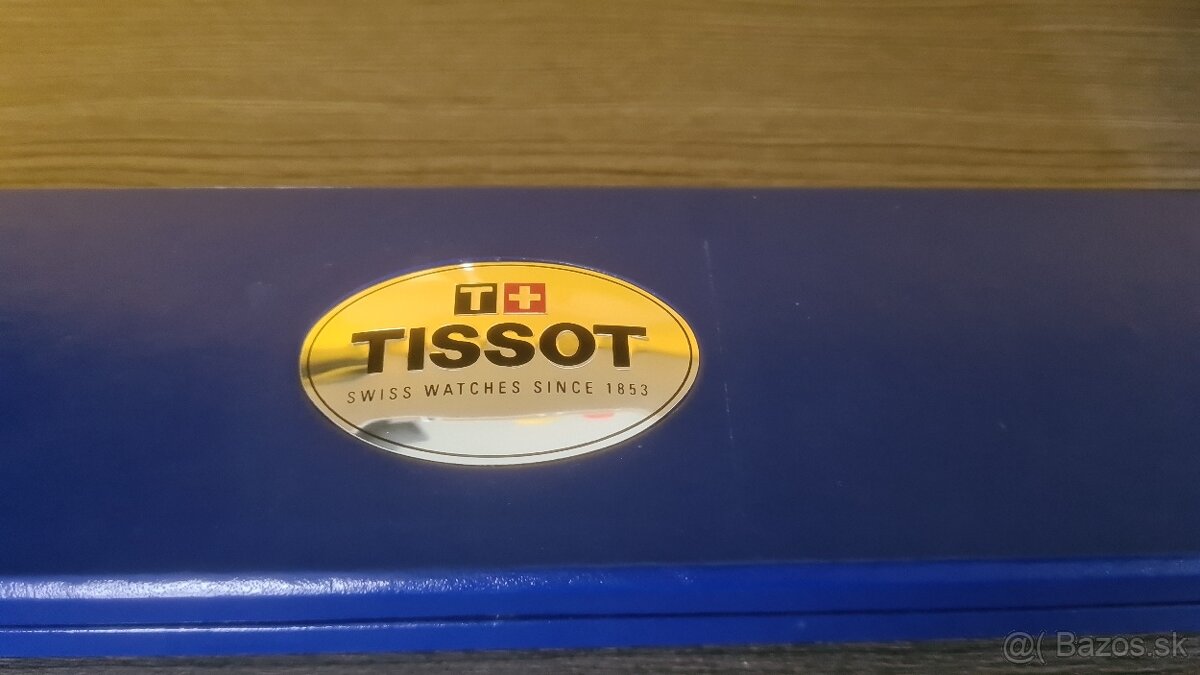 T+
TISSOT
SWISS WATCHES SINCE 1853
@( Bazos.sk